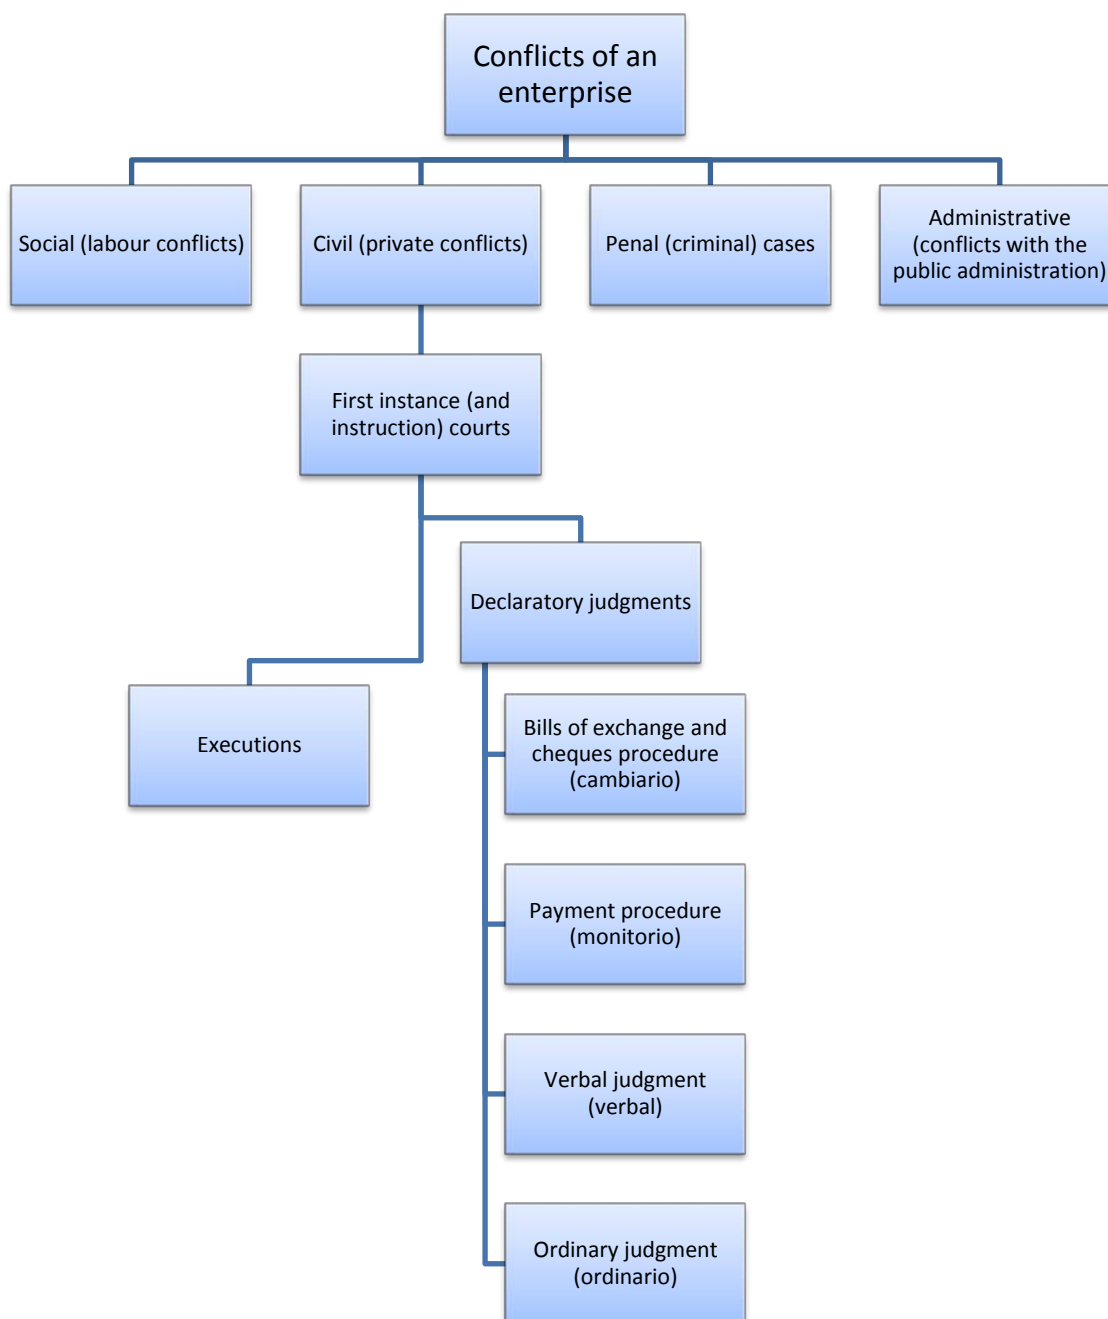 Conflicts of an
enterprise
Social (labour conflicts)
Civil (private conflicts)
Penal (criminal) cases
Administrative
(conflicts with the
public administration)
First instance (and
instruction) courts
Declaratory judgments
Executions
Bills of exchange and
cheques procedure
(cambiario)
Payment procedure
(monitorio)
Verbal judgment
(verbal)
Ordinary judgment
(ordinario)